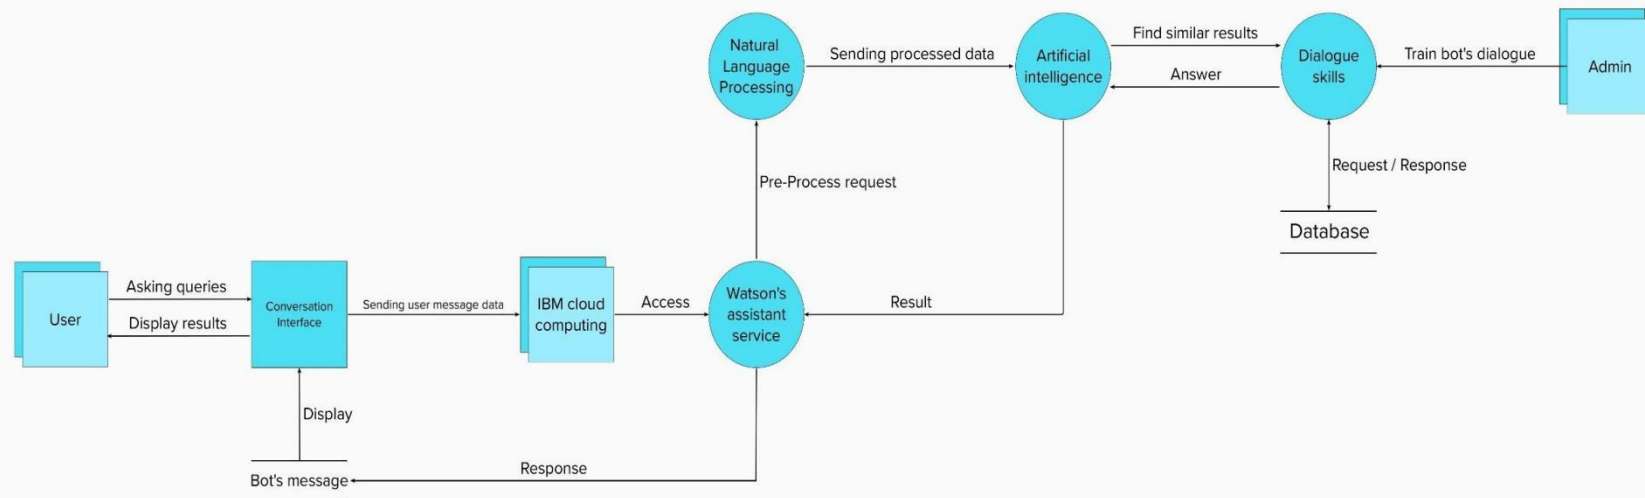 Natural
Language
Processing
Sending processed data
Artificial
intelligence
Find similar results
Answer
Dialogue
skills
Train bot's dialogue
Admin
Pre-Process request
Request / Response
Database
User
Asking queries
Display results
Conversation
Interface
Sending user message data
IBM cloud
computing
Access
Watson's
assistant
service
Result
Display
Bot's message
Response